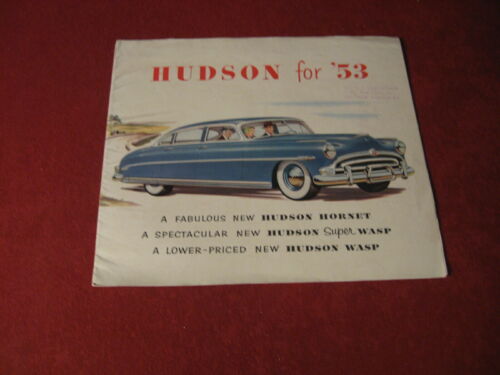 HUDSON for '53
A FABULOUS NEW HUDSON HORNET
A SPECTACULAR NEW HUDSON Super WASP
A LOWER-PRICED NEW HUDSON WASP